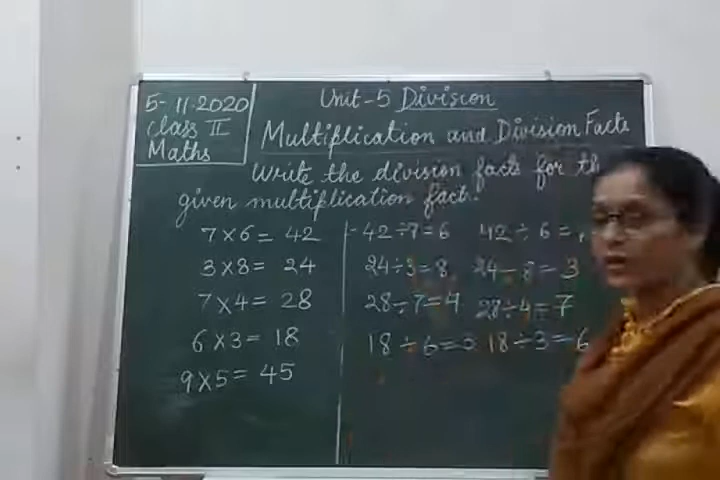 5-11-2020
Class II
Maths
Unit-5 Division
Multiplication and Division Facts
Write the division facts for
given multiplication fact.
7×6= 42
42÷7=6
42÷6=
3×8= 24
24÷3=8
24÷8=3
7×4= 28
28÷7=4
28÷4=7
6×3= 18
18÷6=3
18÷3=6
9×5= 45